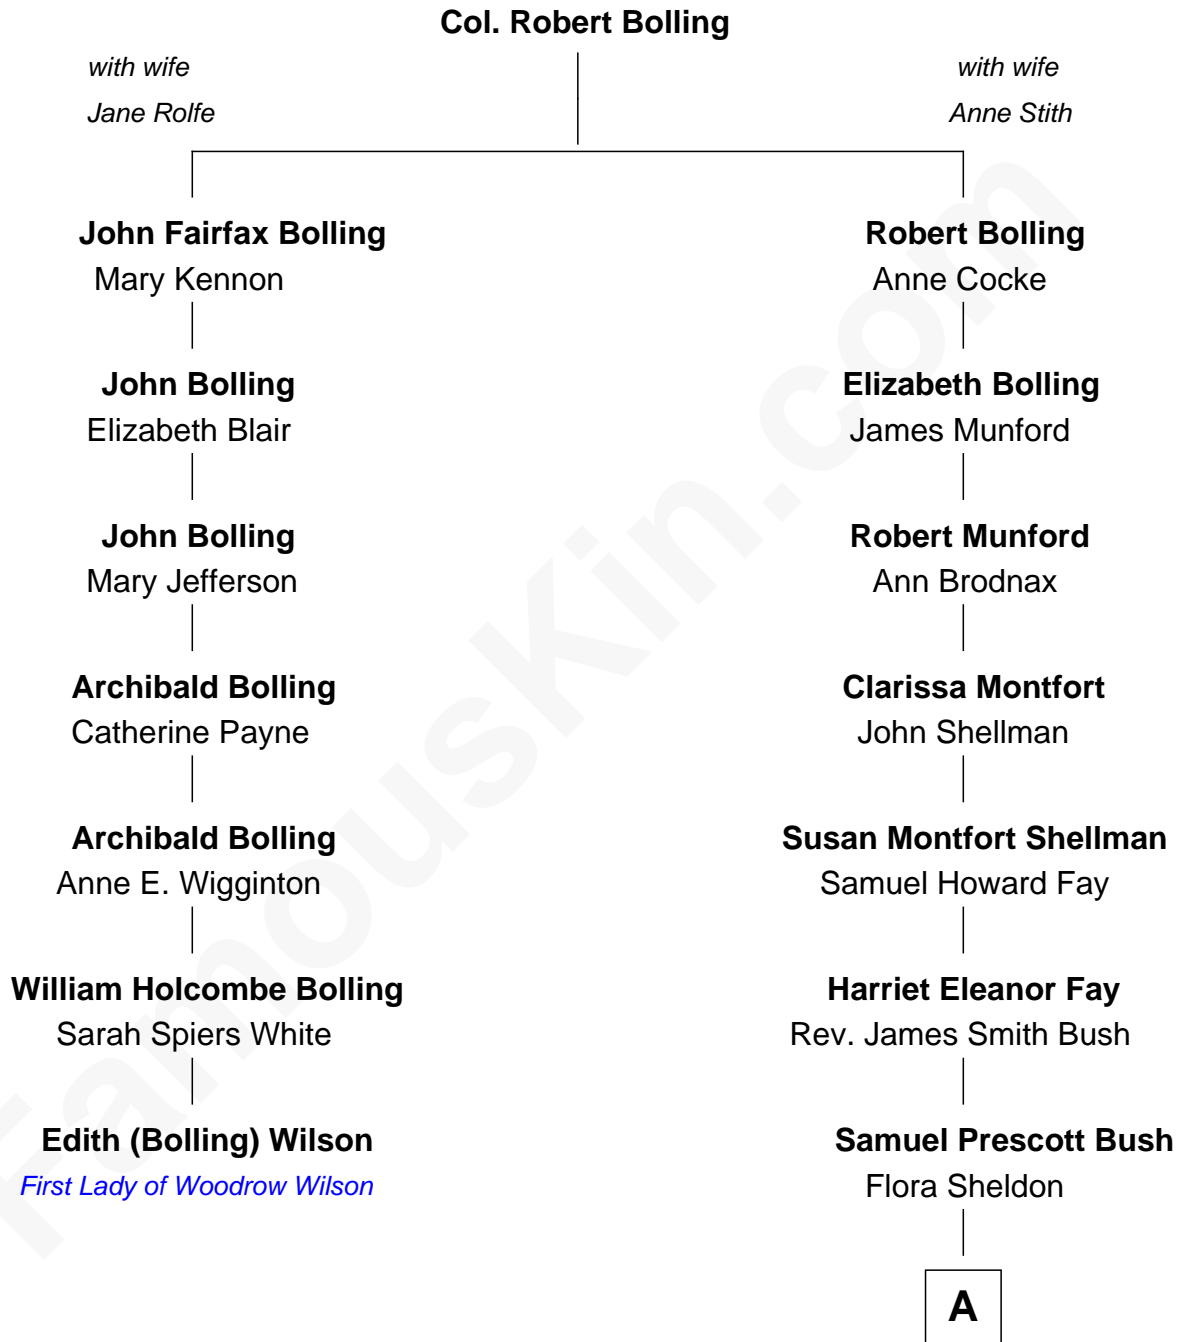 Col. Robert Bolling
with wife
Jane Rolfe
with wife
Anne Stith
John Fairfax Bolling
Mary Kennon
Robert Bolling
Anne Cocke
John Bolling
Elizabeth Blair
Elizabeth Bolling
James Munford
John Bolling
Mary Jefferson
Robert Munford
Ann Brodnax
Archibald Bolling
Catherine Payne
Clarissa Montfort
John Shellman
Archibald Bolling
Anne E. Wigginton
Susan Montfort Shellman
Samuel Howard Fay
William Holcombe Bolling
Sarah Spiers White
Harriet Eleanor Fay
Rev. James Smith Bush
Edith (Bolling) Wilson
First Lady of Woodrow Wilson
Samuel Prescott Bush
Flora Sheldon
A
FamousKin.com